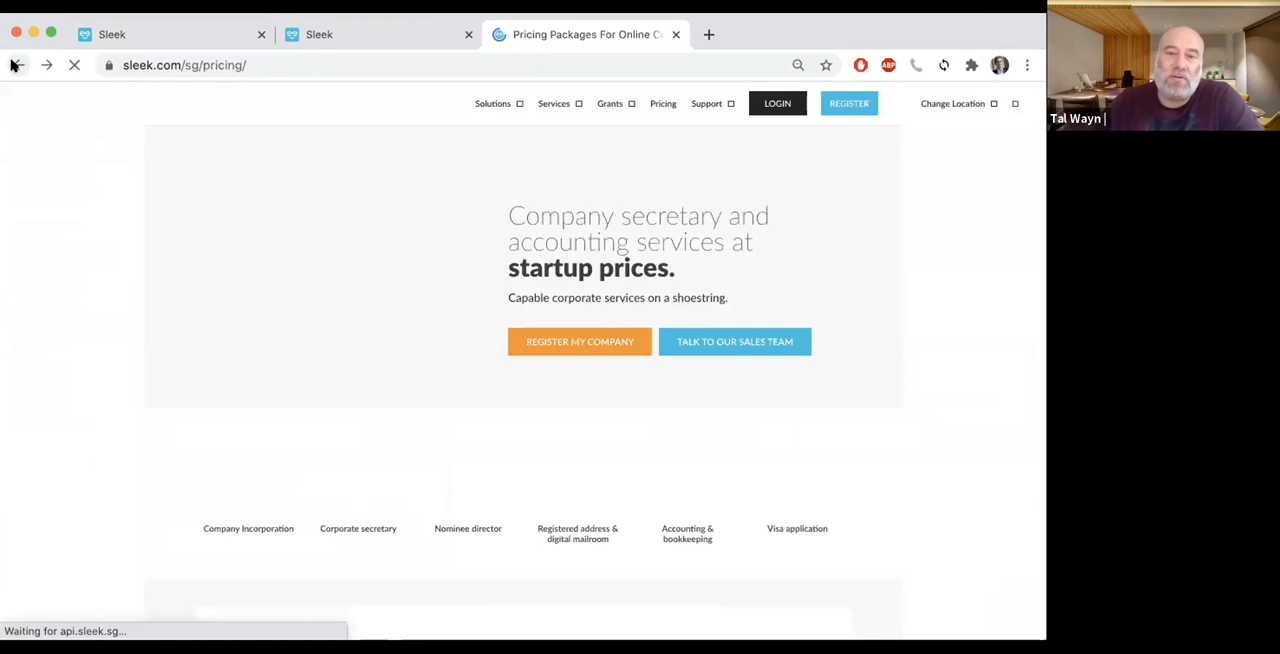 Sleek
Sleek
Pricing Packages For Online Co
sleek.com/sg/pricing/
ABP
Solutions
Services
Grants
Pricing
Support
LOGIN
REGISTER
Change Location
Tal Wayn |
Company secretary and
accounting services at
startup prices.
Capable corporate services on a shoestring.
REGISTER MY COMPANY
TALK TO OUR SALES TEAM
Company Incorporation
Corporate secretary
Nominee director
Registered address &
digital mailroom
Accounting &
bookkeeping
Visa application
Waiting for api.sleek.sg...